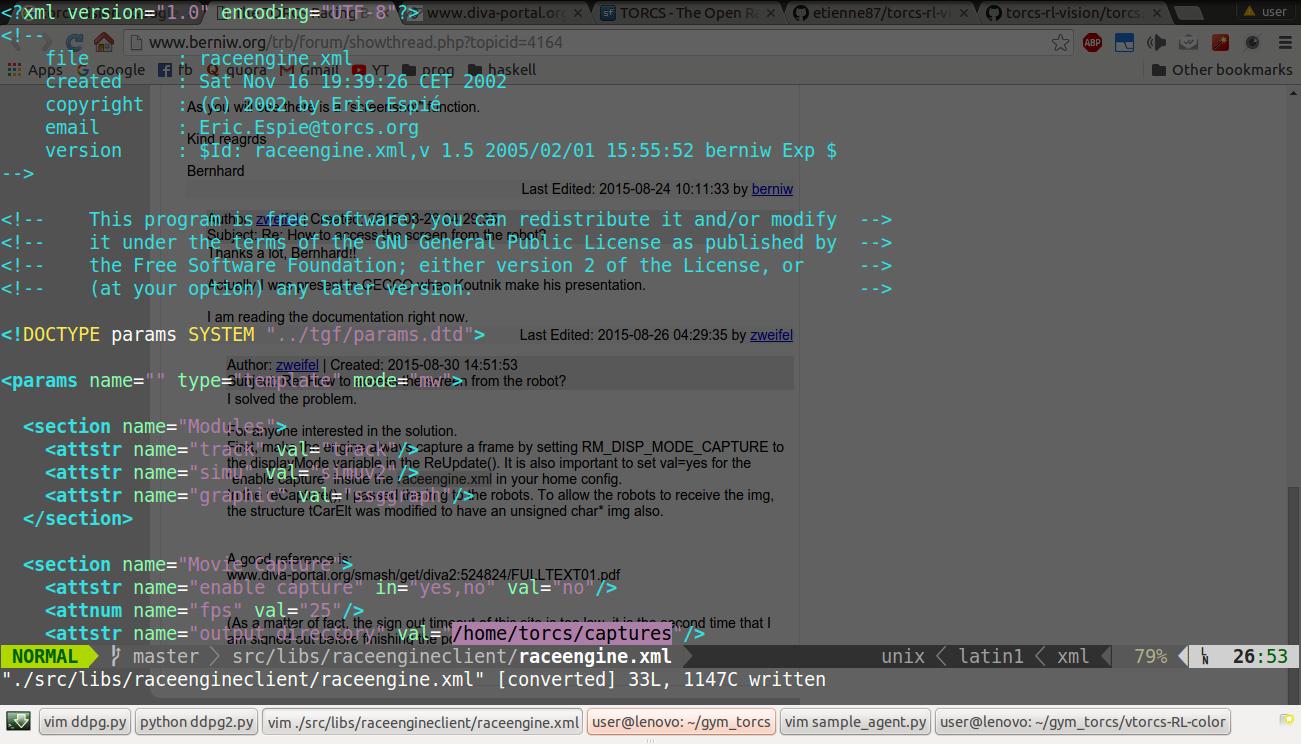 <?xml version="1.0" encoding="UTF-8"?>
www.diva-portal.org
TORCS - The Open Ra
etienne87/torcs-rl-vi
torcs-rl-vision/torcs.
user
<!--
www.berniw.org/trb/forum/showthread.php?topicid=4164
ABP
file : raceengine.xml
Apps Google fb quora Gmail YT prog haskell Other bookmarks
created : Sat Nov 16 19:39:26 CET 2002
copyright : (C) 2002 by Eric Espié
As you will see there is a function.
email : Eric.Espie@torcs.org
Kind reagrds
version : $Id: raceengine.xml,v 1.5 2005/02/01 15:55:52 berniw Exp $
-->
Bernhard
Last Edited: 2015-08-24 10:11:33 by berniw
<!-- This program is free software; you can redistribute it and/or modify -->
Author: zweifel | Created:
Subject: Re: How to access the screen from the robot?
<!-- it under the terms of the GNU General Public License as published by -->
Thanks a lot, Bernhard!!
<!-- the Free Software Foundation; either version 2 of the License, or -->
Actually I was present in GECCO when Koutnik make his presentation.
<!-- (at your option) any later version. -->
I am reading the documentation right now.
<!DOCTYPE params SYSTEM "../tgf/params.dtd">
Last Edited: 2015-08-26 04:29:35 by zweifel
Author: zweifel | Created: 2015-08-30 14:51:53
<params name="" type="template" mode="mw">
Subject: Re: How to access the screen from the robot?
I solved the problem.
<section name="Modules">
For anyone interested in the solution.
<attstr name="track" val="track"/>
First, make the engine always capture a frame by setting RM_DISP_MODE_CAPTURE to
the displayMode variable in the ReUpdate(). It is also important to set val=yes for the
<attstr name="simu" val="simuv2"/>
"enable capture" inside the raceengine.xml in your home config.
<attstr name="graphic" val="ssggraph"/>
In the reCapture(), I passed the img to the robots. To allow the robots to receive the img,
the structure tCarElt was modified to have an unsigned char* img also.
</section>
A good reference is:
<section name="Movie Capture">
www.diva-portal.org/smash/get/diva2:524824/FULLTEXT01.pdf
<attstr name="enable capture" in="yes,no" val="no"/>
<attnum name="fps" val="25"/>
(As a matter of fact, the sign out timeout of this site is too low, it is the second time that I
<attstr name="output directory" val="/home/torcs/captures"/>
am signed out before finishing the
NORMAL master src/libs/raceengineclient/raceengine.xml unix latin1 xml 79% LN 26:53
"./src/libs/raceengineclient/raceengine.xml" [converted] 33L, 1147C written
vim ddpg.py
python ddpg2.py
vim ./src/libs/raceengineclient/raceengine.xml
user@lenovo: ~/gym_torcs
vim sample_agent.py
user@lenovo: ~/gym_torcs/vtorcs-RL-color